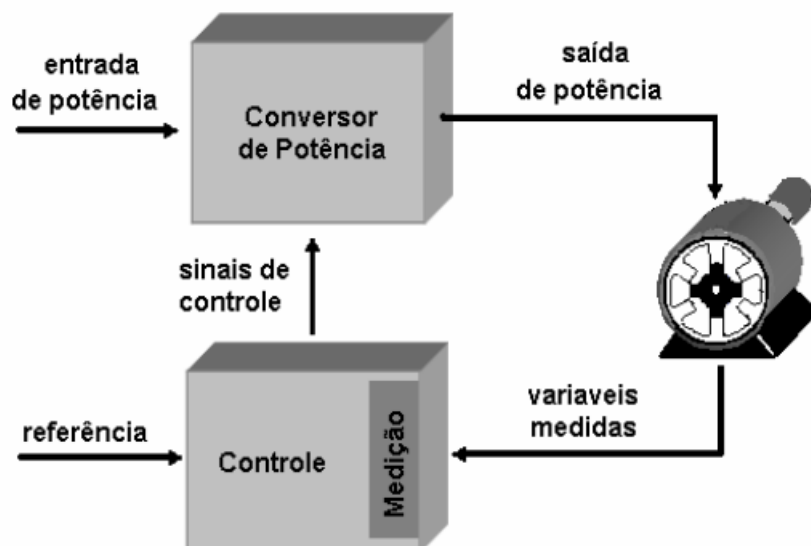 entrada
de potência
Conversor
de Potência
saída
de potência
sinais de
controle
referência
Controle
Medição
variaveis
medidas